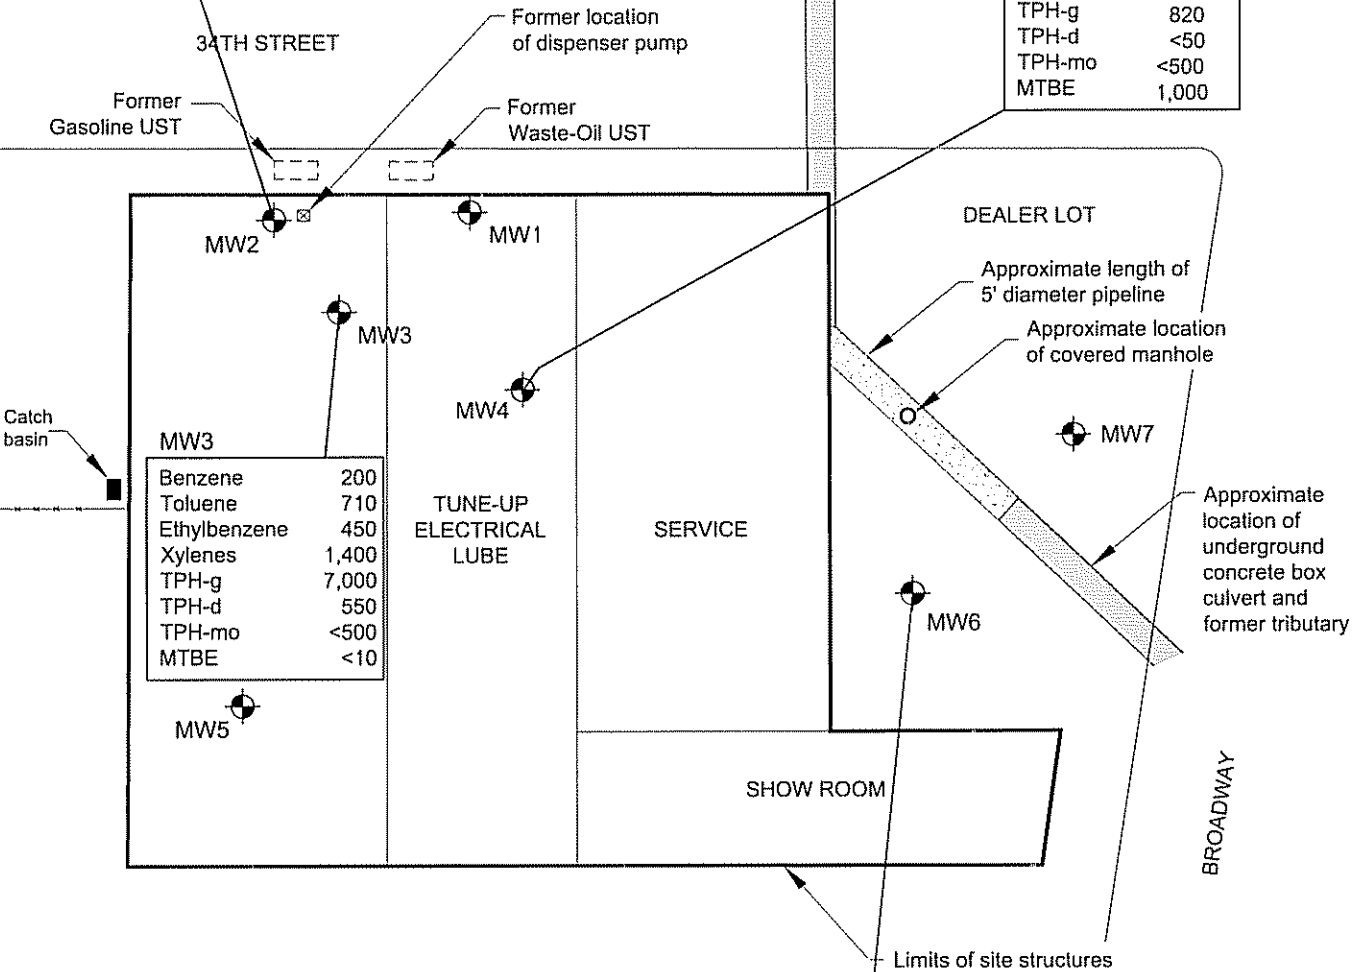 TPH-g 820
TPH-d <50
TPH-mo <500
MTBE 1,000
34TH STREET
Former location
of dispenser pump
Former
Gasoline UST
Former
Waste-Oil UST
MW2
MW1
DEALER LOT
MW3
Approximate length of
5' diameter pipeline
Approximate location
of covered manhole
MW4
MW7
Catch
basin
MW3
Benzene 200
Toluene 710
Ethylbenzene 450
Xylenes 1,400
TPH-g 7,000
TPH-d 550
TPH-mo <500
MTBE <10
TUNE-UP
ELECTRICAL
LUBE
SERVICE
Approximate
location of
underground
concrete box
culvert and
former tributary
MW6
MW5
SHOW ROOM
BROADWAY
Limits of site structures